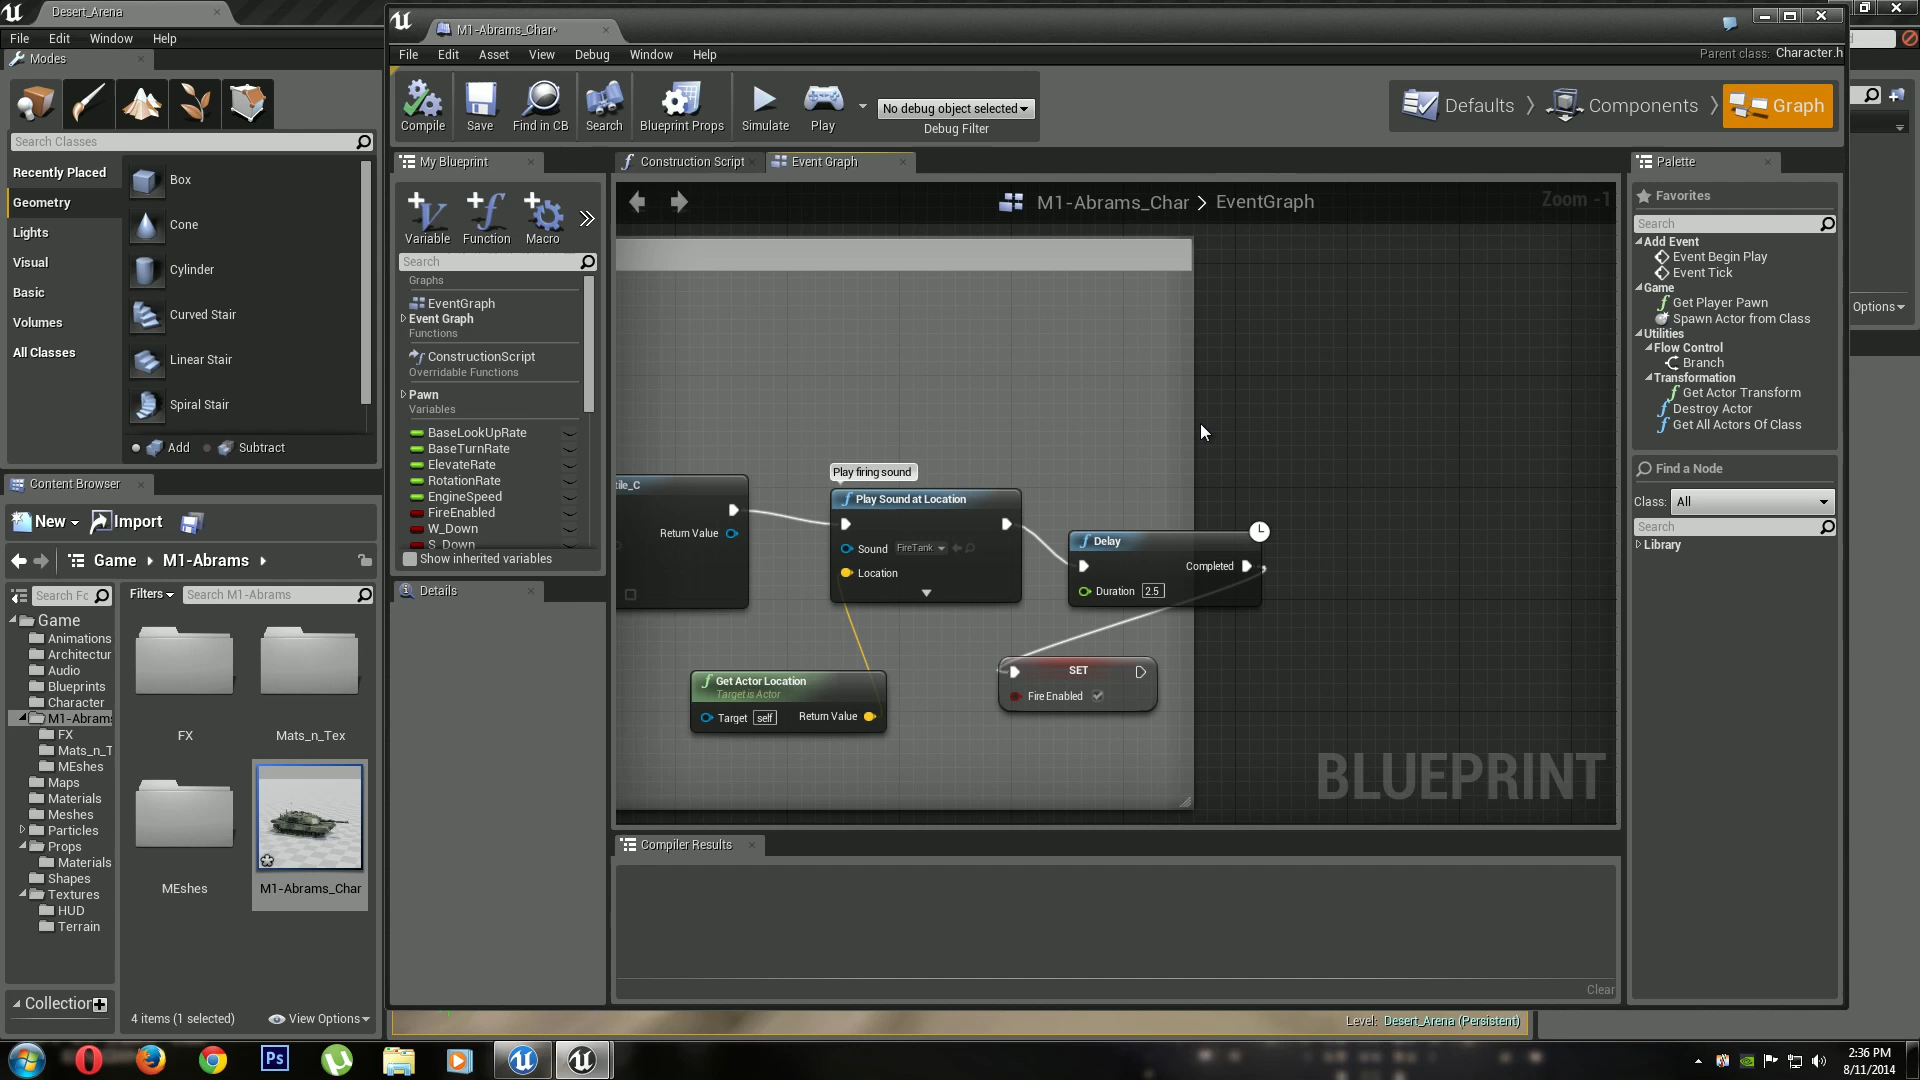 Desert_Arena
File Edit Window Help
Modes
Search Classes
Recently Placed
Geometry
Lights
Visual
Basic
Volumes
All Classes
Box
Cone
Cylinder
Curved Stair
Linear Stair
Spiral Stair
Add
Subtract
Content Browser
New
Import
Game
M1-Abrams
Search Fo
Filters
Search M1-Abrams
Game
Animations
Architectur
Audio
Blueprints
Character
M1-Abrams
FX
Mats_n_T
MEshes
Maps
Materials
Meshes
Particles
Props
Materials
Shapes
Textures
HUD
Terrain
Collection
FX
Mats_n_Tex
MEshes
M1-Abrams_Char
4 items (1 selected)
View Options
M1-Abrams_Char*
File Edit Asset View Debug Window Help
Parent class: Character.h
Compile
Save
Find in CB
Search
Blueprint Props
Simulate
Play
No debug object selected
Debug Filter
Defaults
Components
Graph
My Blueprint
Variable
Function
Macro
Search
Graphs
EventGraph
Event Graph
Functions
ConstructionScript
Overridable Functions
Pawn
Variables
BaseLookUpRate
BaseTurnRate
ElevateRate
RotationRate
EngineSpeed
FireEnabled
W_Down
S_Down
Show inherited variables
Details
Construction Script
Event Graph
M1-Abrams_Char > EventGraph
Zoom -1
tile_C
Return Value
Play firing sound
Play Sound at Location
Sound FireTank
Location
Delay
Completed
Duration 2.5
Get Actor Location
Target is Actor
Target self
Return Value
SET
Fire Enabled
BLUEPRINT
Compiler Results
Clear
Palette
Favorites
Search
Add Event
Event Begin Play
Event Tick
Game
Get Player Pawn
Spawn Actor from Class
Utilities
Flow Control
Branch
Transformation
Get Actor Transform
Destroy Actor
Get All Actors Of Class
Find a Node
Class: All
Search
Library
Options
Level: Desert_Arena (Persistent)
Ps
2:36 PM
8/11/2014